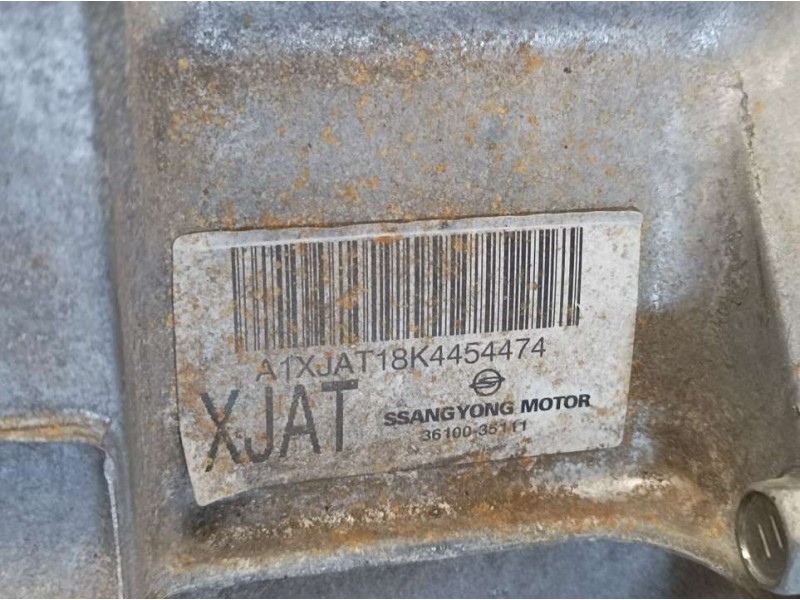 A1XJAT18K4454474
XJAT
SSANGYONG MOTOR
36100-35111